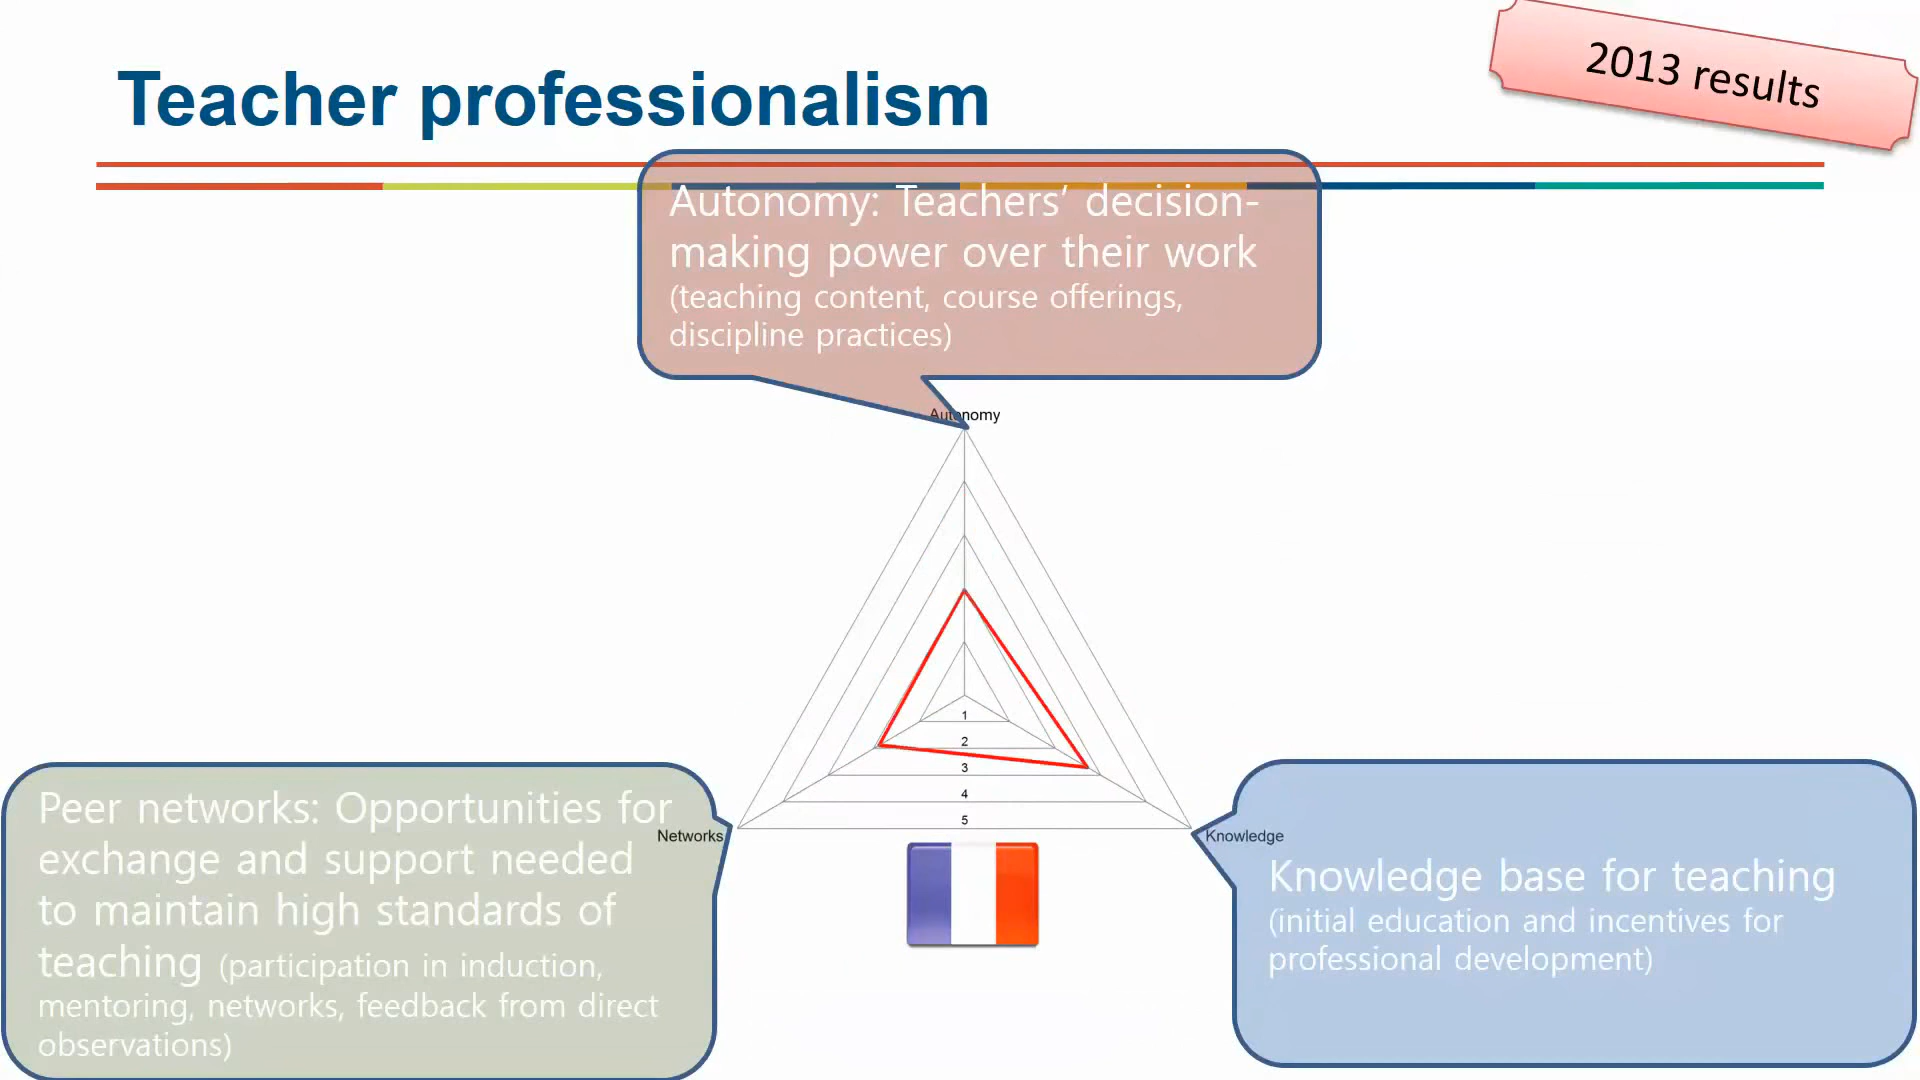 Teacher professionalism
2013 results
Autonomy: Teachers’ decision-
making power over their work
(teaching content, course offerings,
discipline practices)
Autonomy
1
2
3
4
5
Networks
Knowledge
Peer networks: Opportunities for
exchange and support needed
to maintain high standards of
teaching (participation in induction,
mentoring, networks, feedback from direct
observations)
Knowledge base for teaching
(initial education and incentives for
professional development)